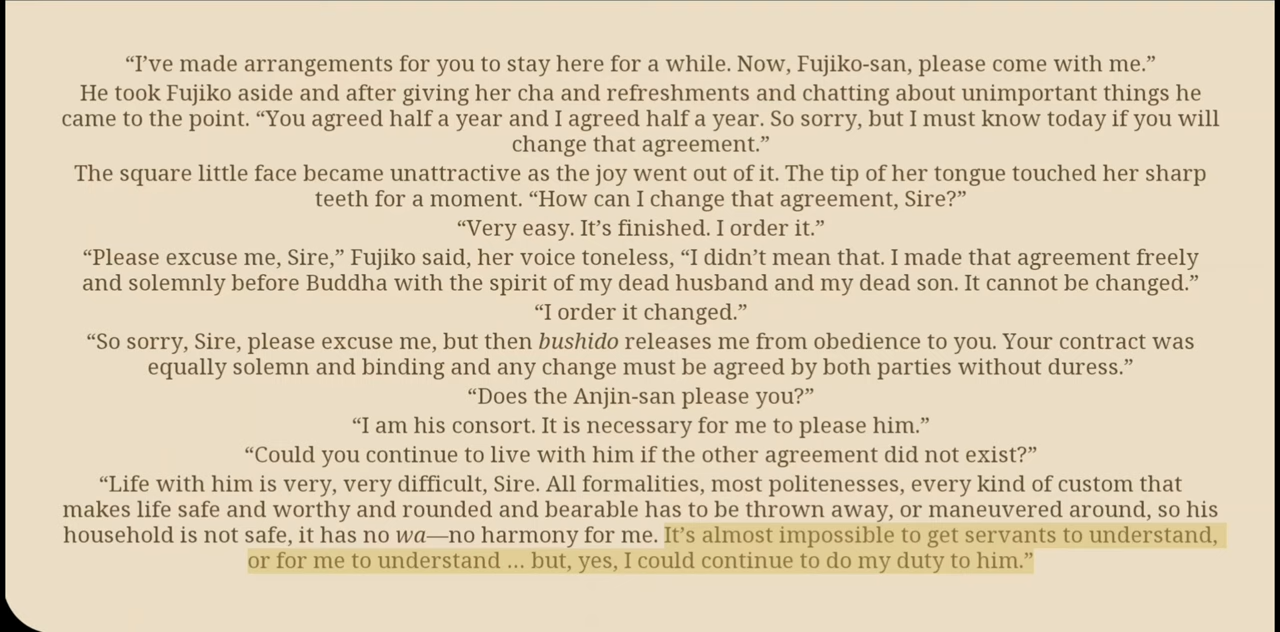 “I’ve made arrangements for you to stay here for a while. Now, Fujiko-san, please come with me.”
He took Fujiko aside and after giving her cha and refreshments and chatting about unimportant things he
came to the point. “You agreed half a year and I agreed half a year. So sorry, but I must know today if you will
change that agreement.”
The square little face became unattractive as the joy went out of it. The tip of her tongue touched her sharp
teeth for a moment. “How can I change that agreement, Sire?”
“Very easy. It’s finished. I order it.”
“Please excuse me, Sire,” Fujiko said, her voice toneless, “I didn’t mean that. I made that agreement freely
and solemnly before Buddha with the spirit of my dead husband and my dead son. It cannot be changed.”
“I order it changed.”
“So sorry, Sire, please excuse me, but then bushido releases me from obedience to you. Your contract was
equally solemn and binding and any change must be agreed by both parties without duress.”
“Does the Anjin-san please you?”
“I am his consort. It is necessary for me to please him.”
“Could you continue to live with him if the other agreement did not exist?”
“Life with him is very, very difficult, Sire. All formalities, most politenesses, every kind of custom that
makes life safe and worthy and rounded and bearable has to be thrown away, or maneuvered around, so his
household is not safe, it has no wa—no harmony for me. It’s almost impossible to get servants to understand,
or for me to understand ... but, yes, I could continue to do my duty to him.”